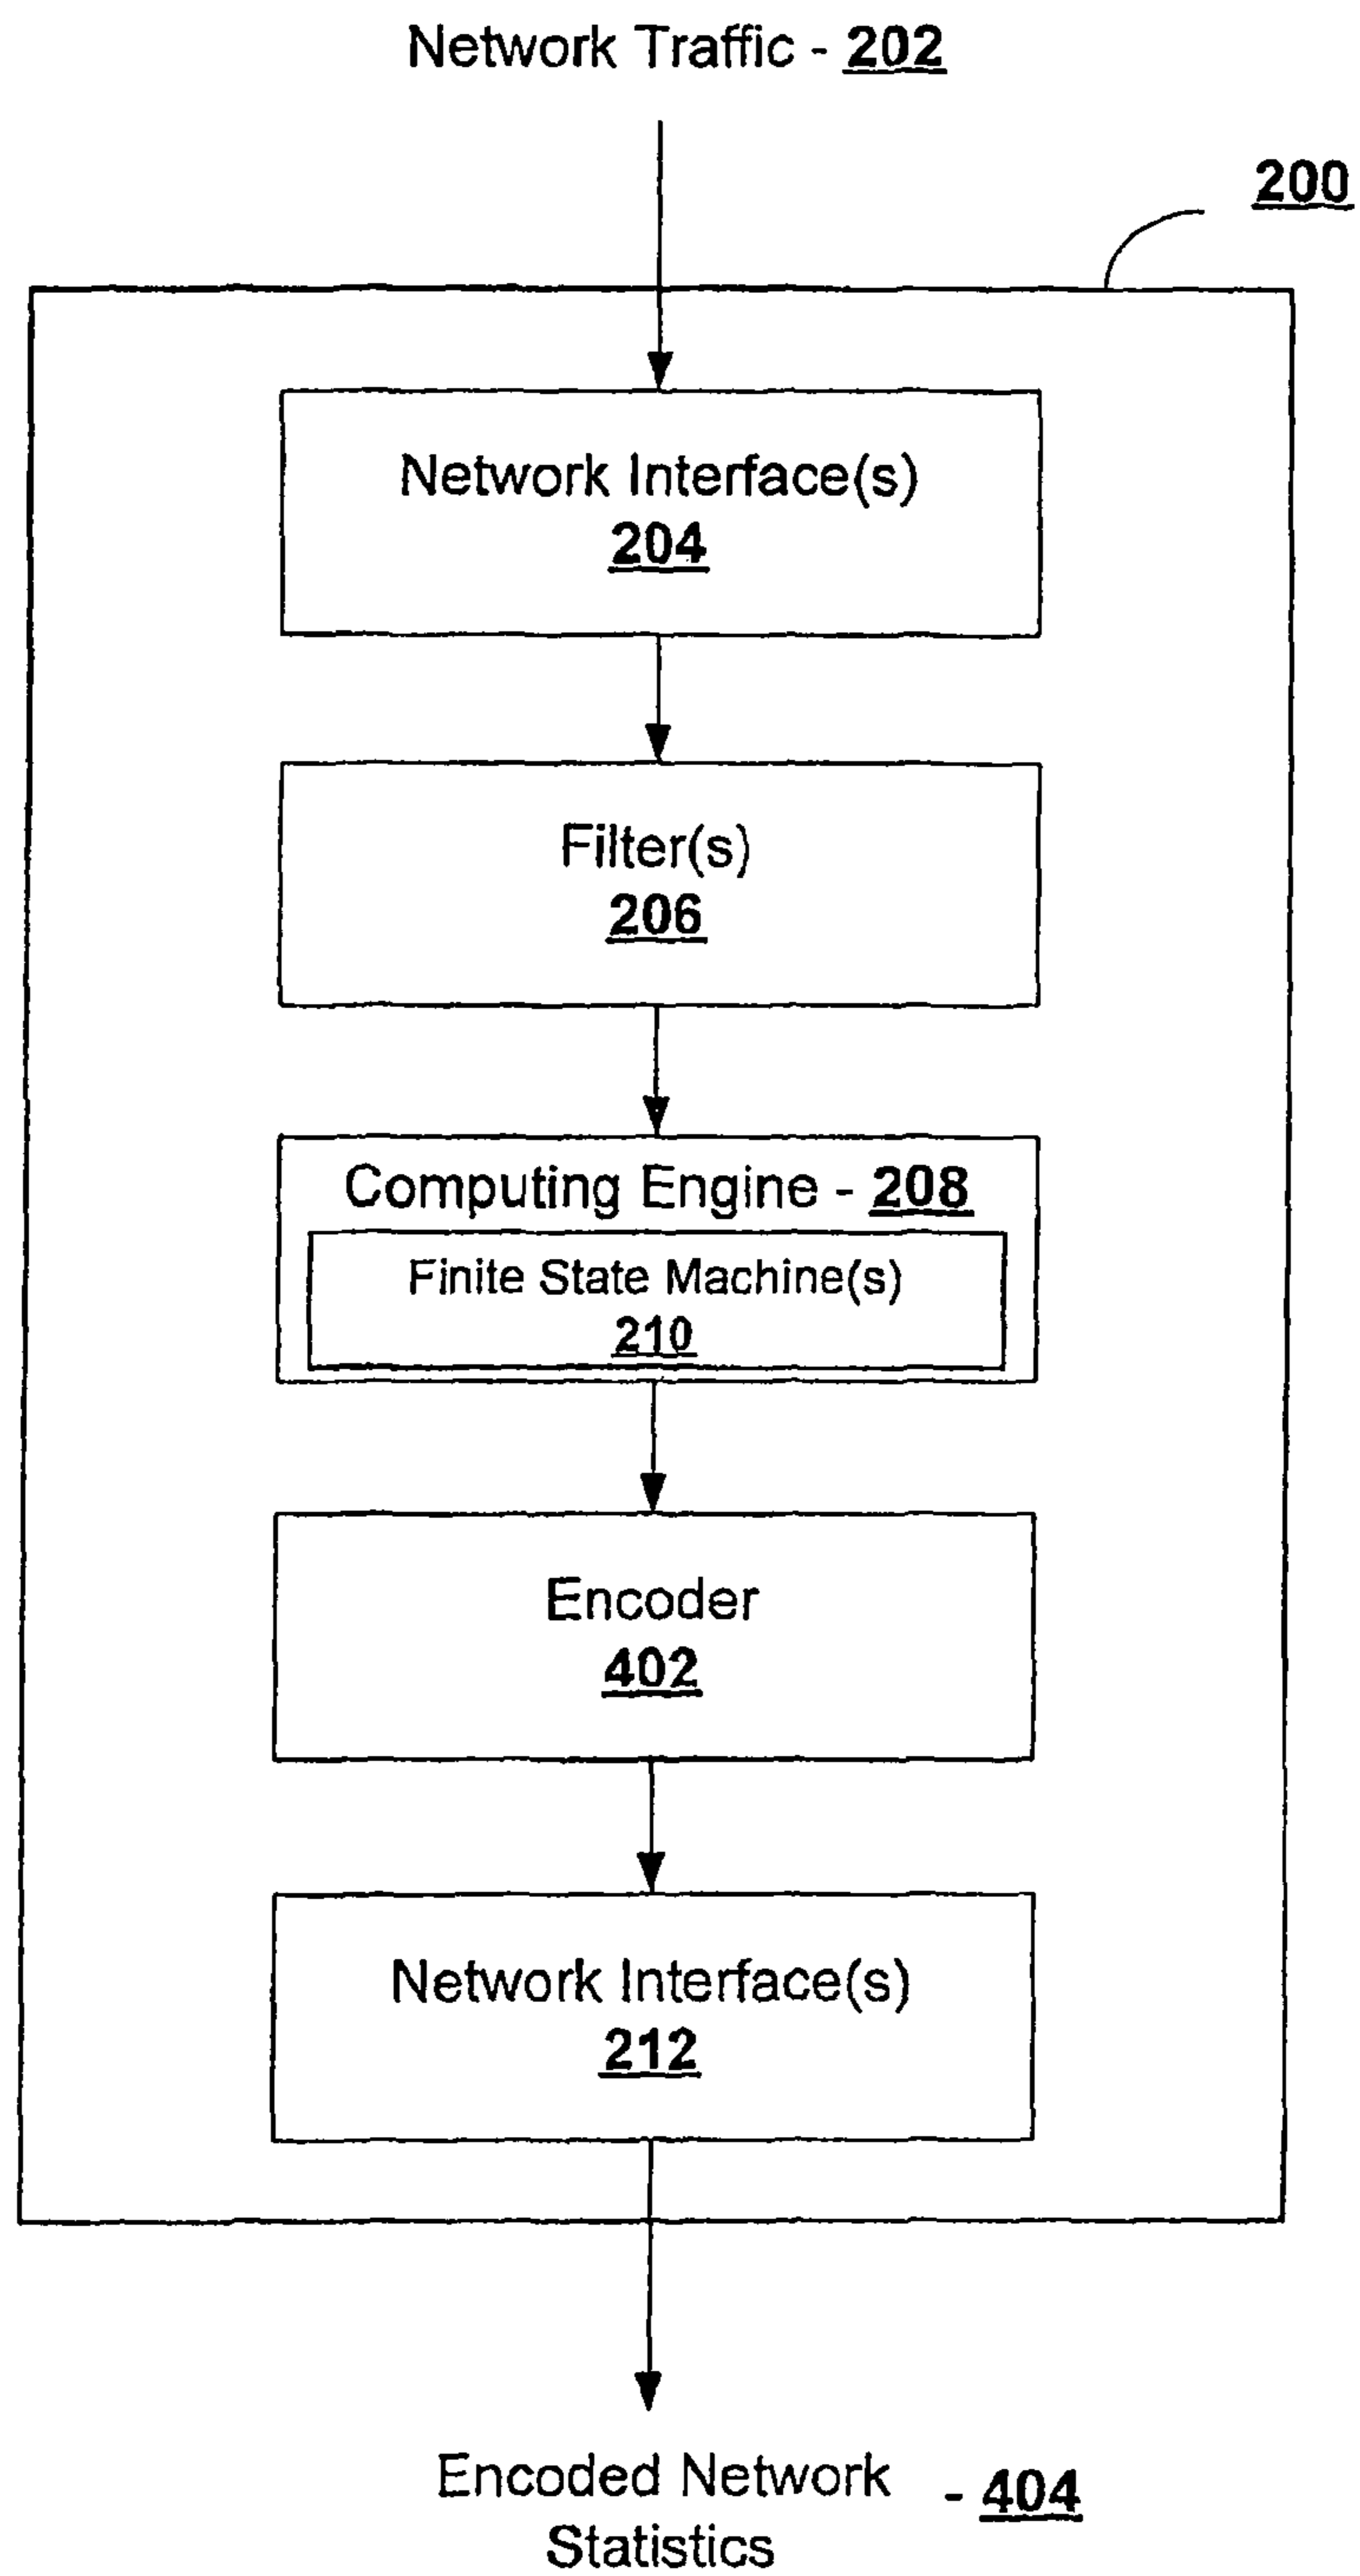 Network Traffic - 202
200
Network Interface(s)
204
Filter(s)
206
Computing Engine - 208
Finite State Machine(s)
210
Encoder
402
Network Interface(s)
212
Encoded Network - 404
Statistics